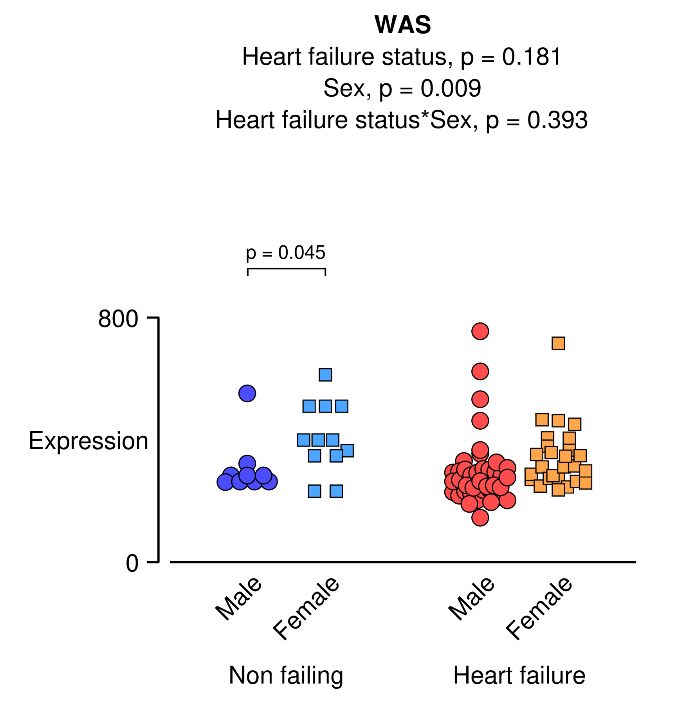 WAS
Heart failure status, p = 0.181
Sex, p = 0.009
Heart failure status*Sex, p = 0.393
p = 0.045
800
Expression
0
Male
Female
Male
Female
Non failing
Heart failure